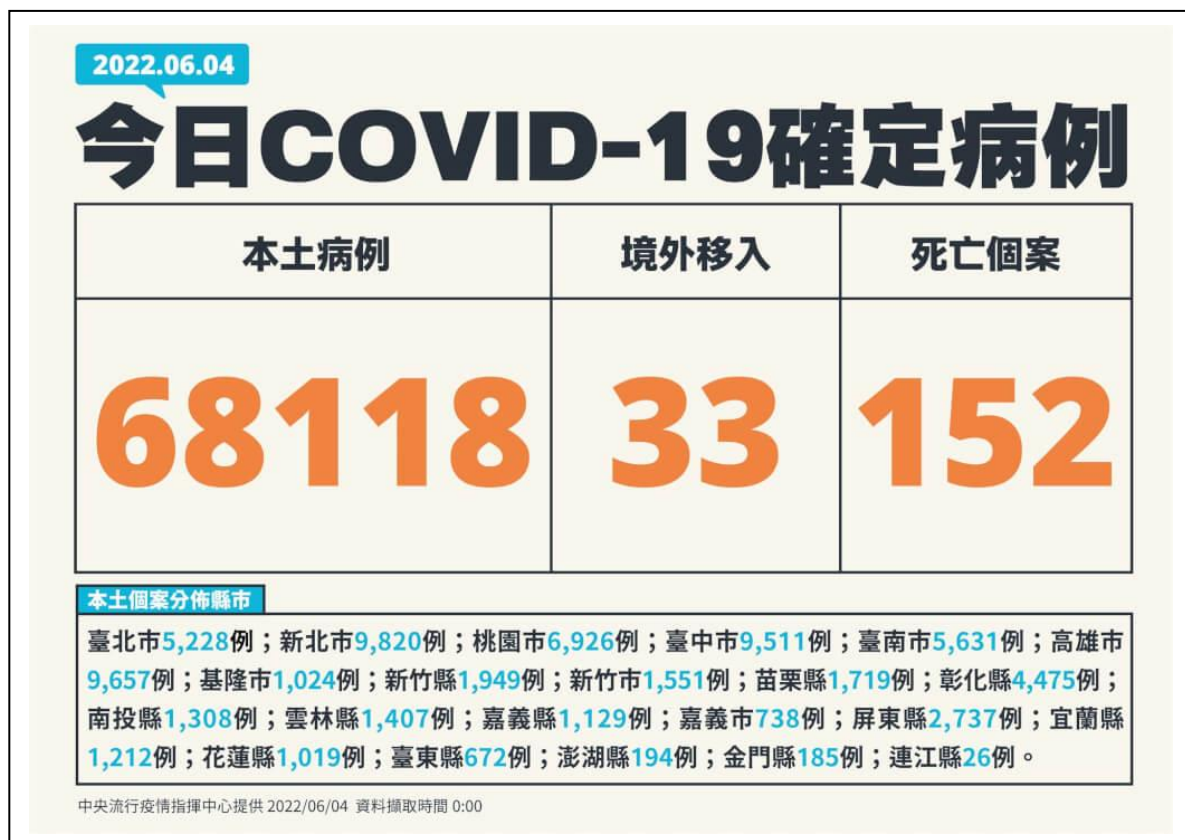 2022.06.04
今日COVID-19確定病例
本土病例 境外移入 死亡個案
68118 33 152
本土個案分佈縣市
臺北市5,228例；新北市9,820例；桃園市6,926例；臺中市9,511例；臺南市5,631例；高雄市
9,657例；基隆市1,024例；新竹縣1,949例；新竹市1,551例；苗栗縣1,719例；彰化縣4,475例；
南投縣1,308例；雲林縣1,407例；嘉義縣1,129例；嘉義市738例；屏東縣2,737例；宜蘭縣
1,212例；花蓮縣1,019例；臺東縣672例；澎湖縣194例；金門縣185例；連江縣26例。
中央流行疫情指揮中心提供 2022/06/04 資料擷取時間 0:00